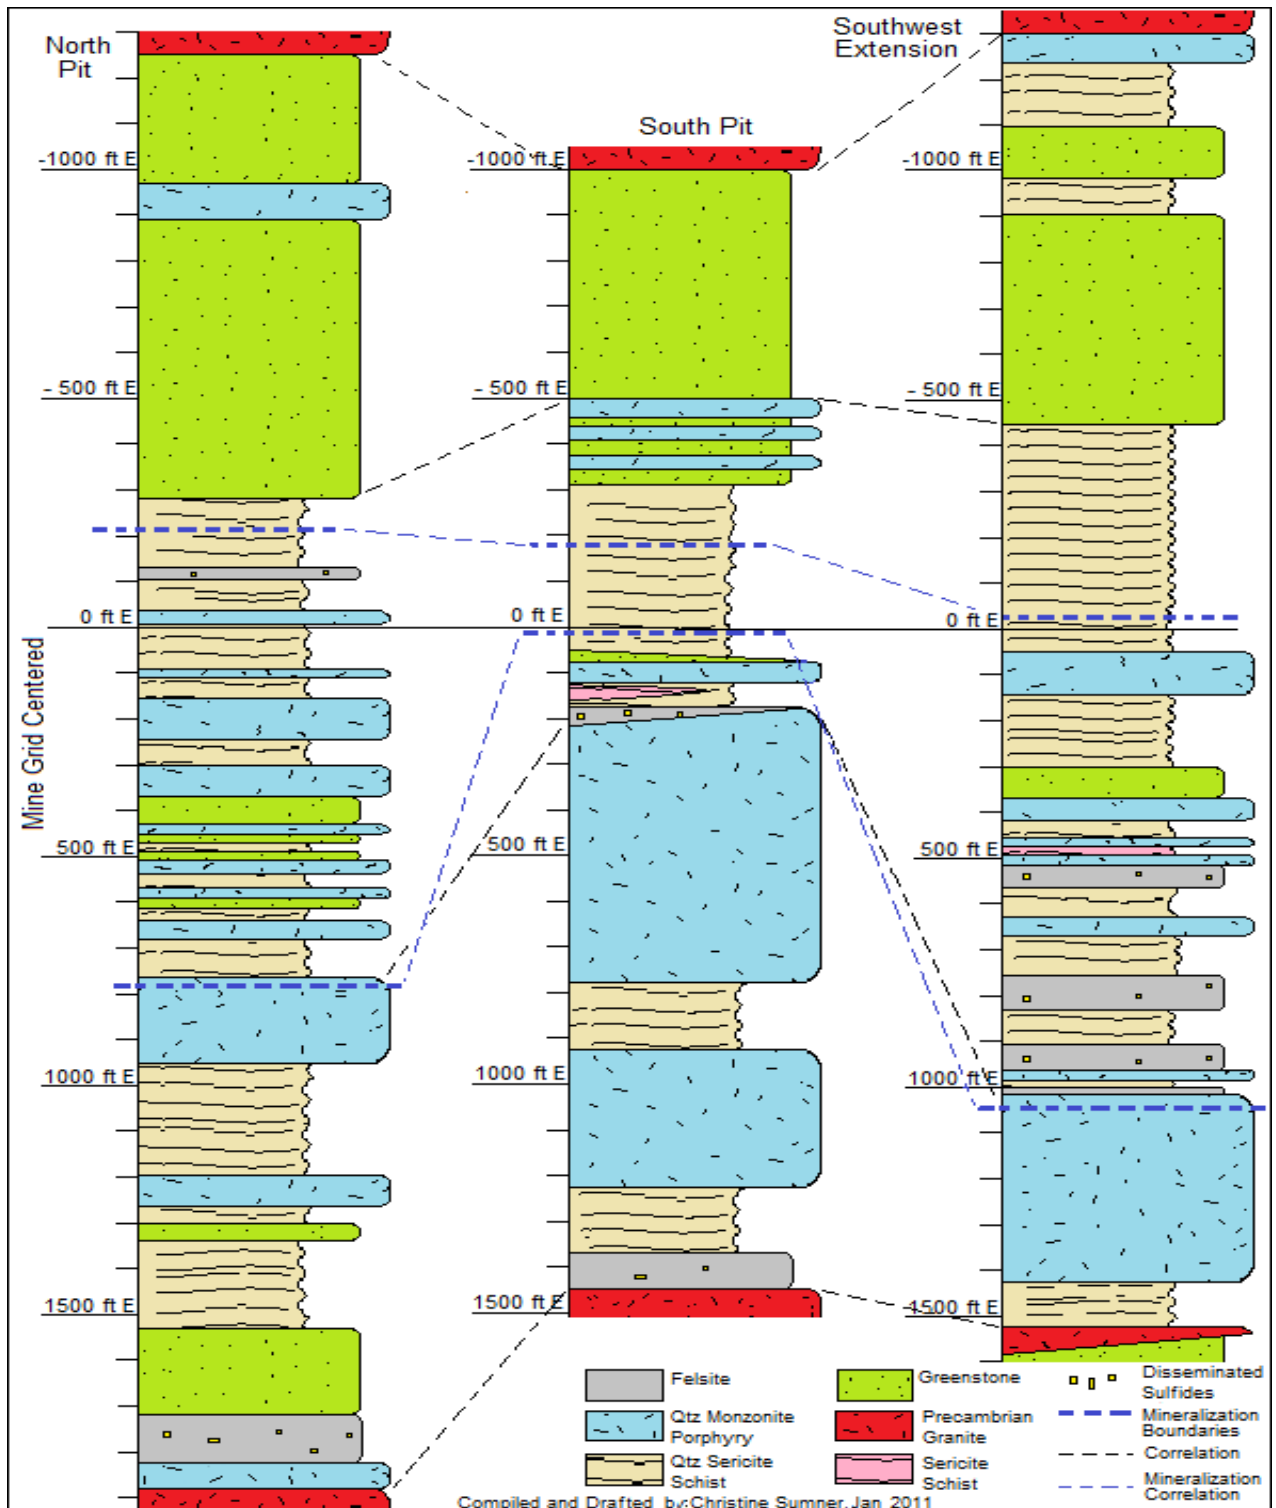 North
Pit
-1000 ft E
- 500 ft E
0 ft E
500 ft E
1000 ft E
1500 ft E
Mine Grid Centered
South Pit
-1000 ft E
- 500 ft E
0 ft E
500 ft E
1000 ft E
1500 ft E
Southwest
Extension
-1000 ft E
- 500 ft E
0 ft E
500 ft E
1000 ft E
1500 ft E
Felsite
Qtz Monzonite
Porphyry
Qtz Sericite
Schist
Greenstone
Precambrian
Granite
Sericite
Schist
Disseminated
Sulfides
Mineralization
Boundaries
Correlation
Mineralization
Correlation
Compiled and Drafted by:Christine Sumner,Jan 2011